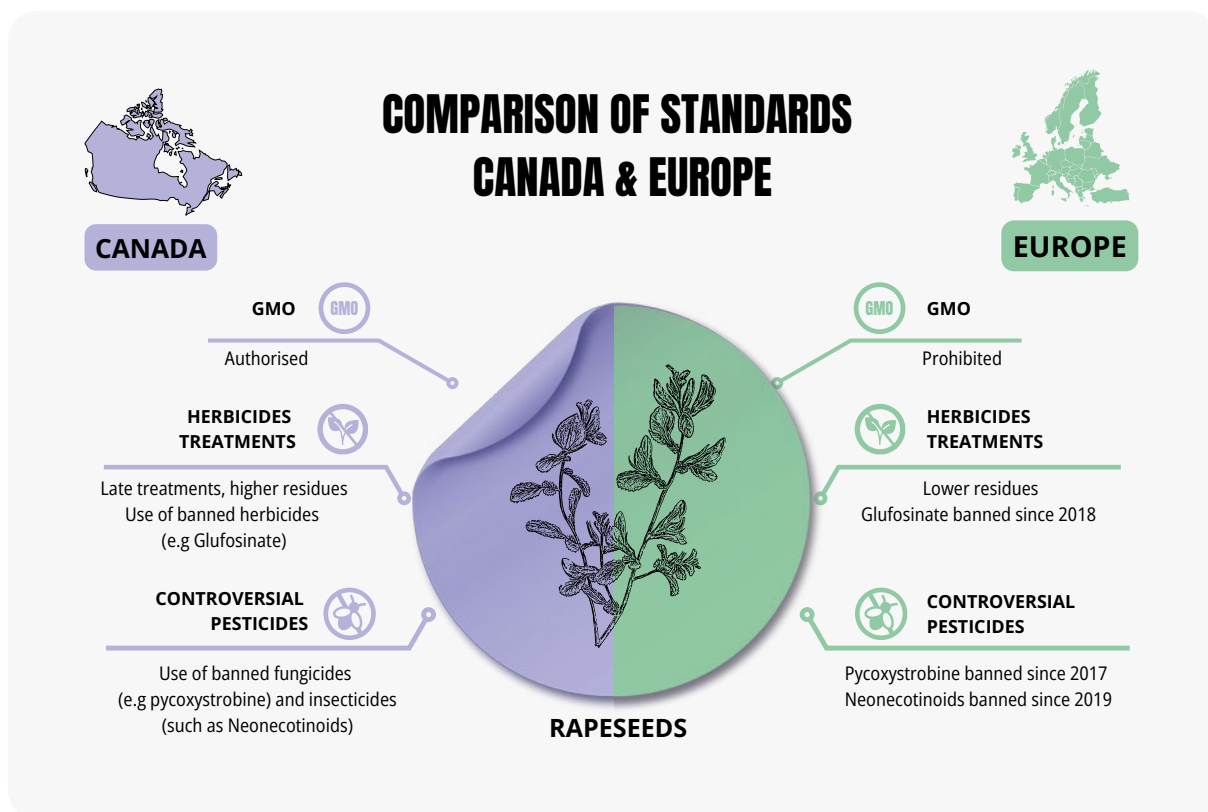 COMPARISON OF STANDARDS
CANADA & EUROPE
CANADA
GMO
GMO
Authorised
HERBICIDES
TREATMENTS
Late treatments, higher residues
Use of banned herbicides
(e.g Glufosinate)
CONTROVERSIAL
PESTICIDES
Use of banned fungicides
(e.g pycoxystrobine) and insecticides
(such as Neonecotinoids)
EUROPE
GMO
GMO
Prohibited
HERBICIDES
TREATMENTS
Lower residues
Glufosinate banned since 2018
CONTROVERSIAL
PESTICIDES
Pycoxystrobine banned since 2017
Neonecotinoids banned since 2019
RAPESEEDS